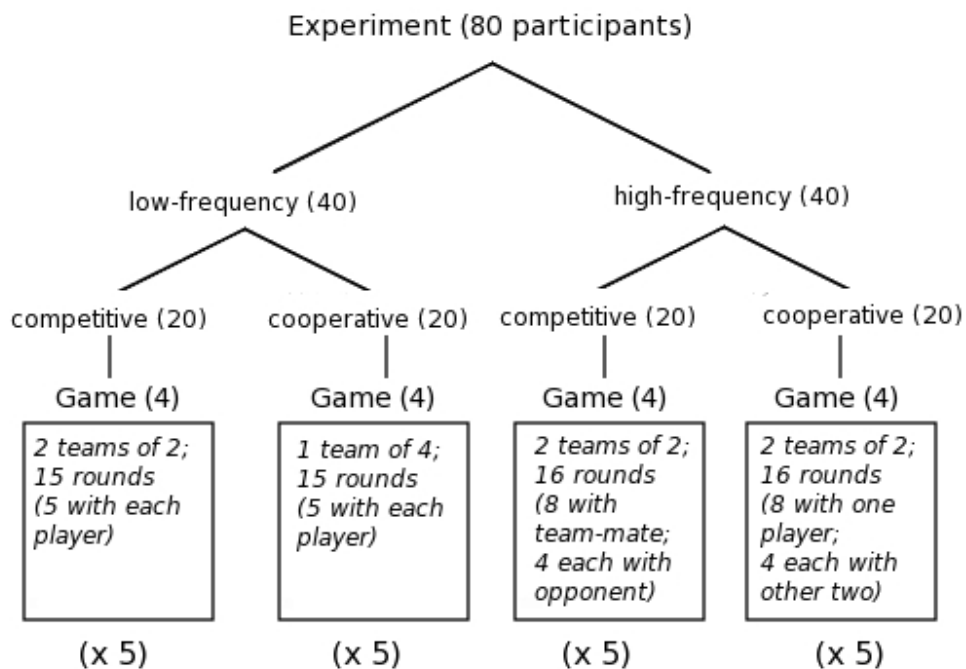 Experiment (80 participants)
low-frequency (40)
high-frequency (40)
competitive (20)
cooperative (20)
competitive (20)
cooperative (20)
Game (4)
Game (4)
Game (4)
Game (4)
2 teams of 2;
15 rounds
(5 with each
player)
1 team of 4;
15 rounds
(5 with each
player)
2 teams of 2;
16 rounds
(8 with
team-mate;
4 each with
opponent)
2 teams of 2;
16 rounds
(8 with one
player;
4 each with
other two)
(x 5)
(x 5)
(x 5)
(x 5)